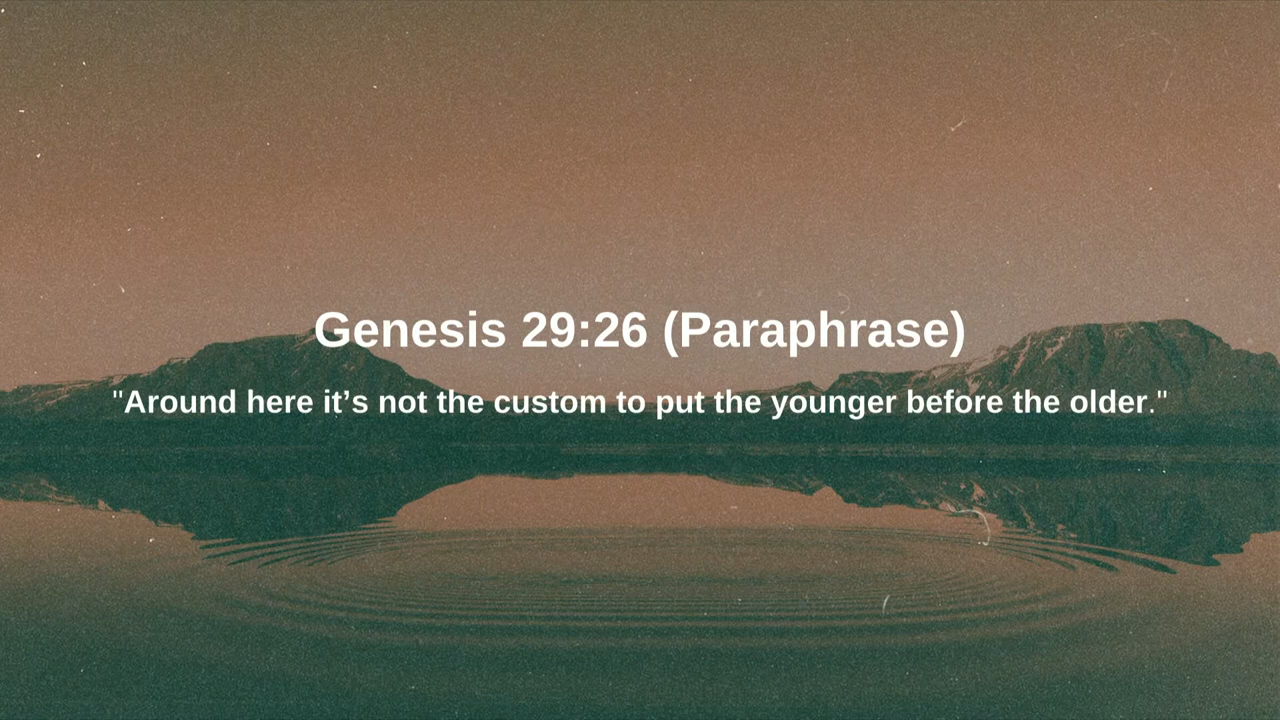 Genesis 29:26 (Paraphrase)
"Around here it’s not the custom to put the younger before the older."